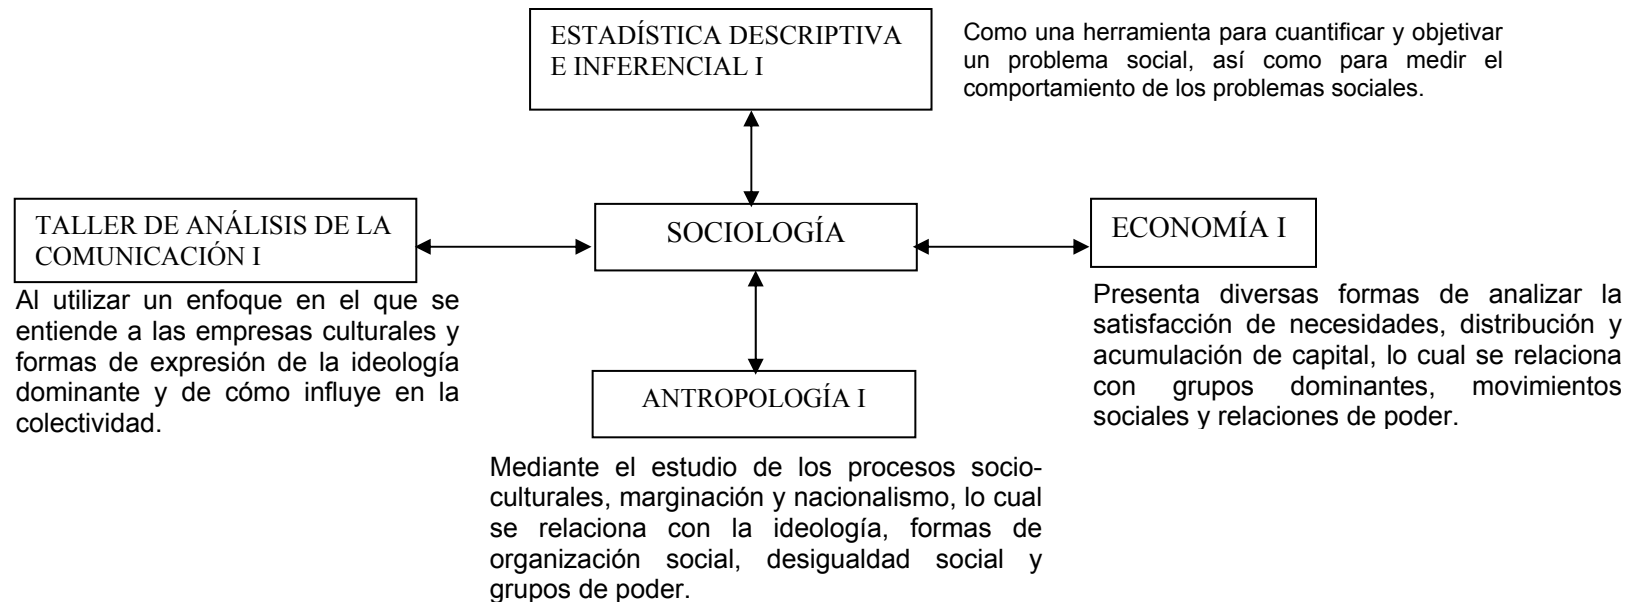 ESTADÍSTICA DESCRIPTIVA
E INFERENCIAL I
Como una herramienta para cuantificar y objetivar
un problema social, así como para medir el
comportamiento de los problemas sociales.
TALLER DE ANÁLISIS DE LA
COMUNICACIÓN I
SOCIOLOGÍA
ECONOMÍA I
Al utilizar un enfoque en el que se
entiende a las empresas culturales y
formas de expresión de la ideología
dominante y de cómo influye en la
colectividad.
Presenta diversas formas de analizar la
satisfacción de necesidades, distribución y
acumulación de capital, lo cual se relaciona
con grupos dominantes, movimientos
sociales y relaciones de poder.
ANTROPOLOGÍA I
Mediante el estudio de los procesos socio-
culturales, marginación y nacionalismo, lo cual
se relaciona con la ideología, formas de
organización social, desigualdad social y
grupos de poder.